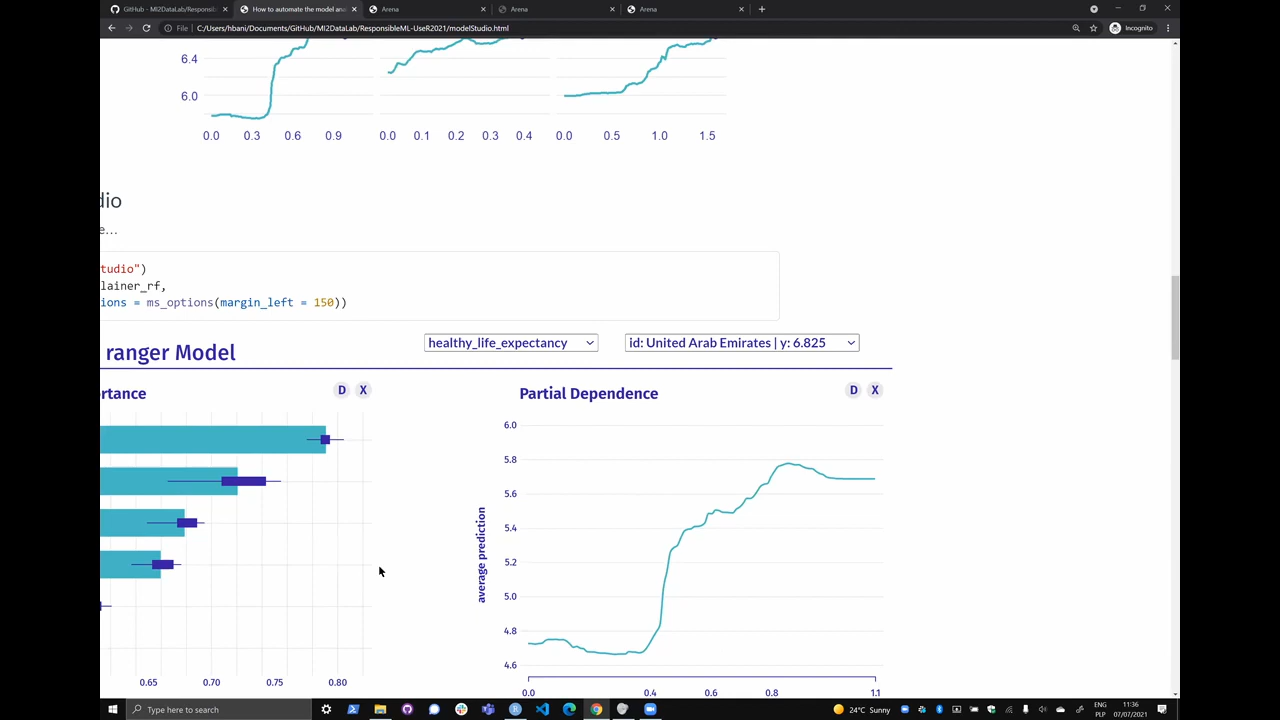 GitHub - MI2DataLab/Responsib
How to automate the model ana
Arena
Arena
Arena
File
C:/Users/hbani/Documents/GitHub/MI2DataLab/ResponsibleML-UseR2021/modelStudio.html
Incognito
6.4
6.0
0.0 0.3 0.6 0.9
0.0 0.1 0.2 0.3 0.4
0.0 0.5 1.0 1.5
dio
e…
tudio")
lainer_rf,
ions = ms_options(margin_left = 150))
ranger Model
healthy_life_expectancy
id: United Arab Emirates | y: 6.825
rtance
D X
Partial Dependence
D X
0.65 0.70 0.75 0.80
average prediction
6.0
5.8
5.6
5.4
5.2
5.0
4.8
4.6
0.0 0.4 0.6 0.8 1.1
Type here to search
24°C Sunny
ENG
PLP
11:36
07/07/2021